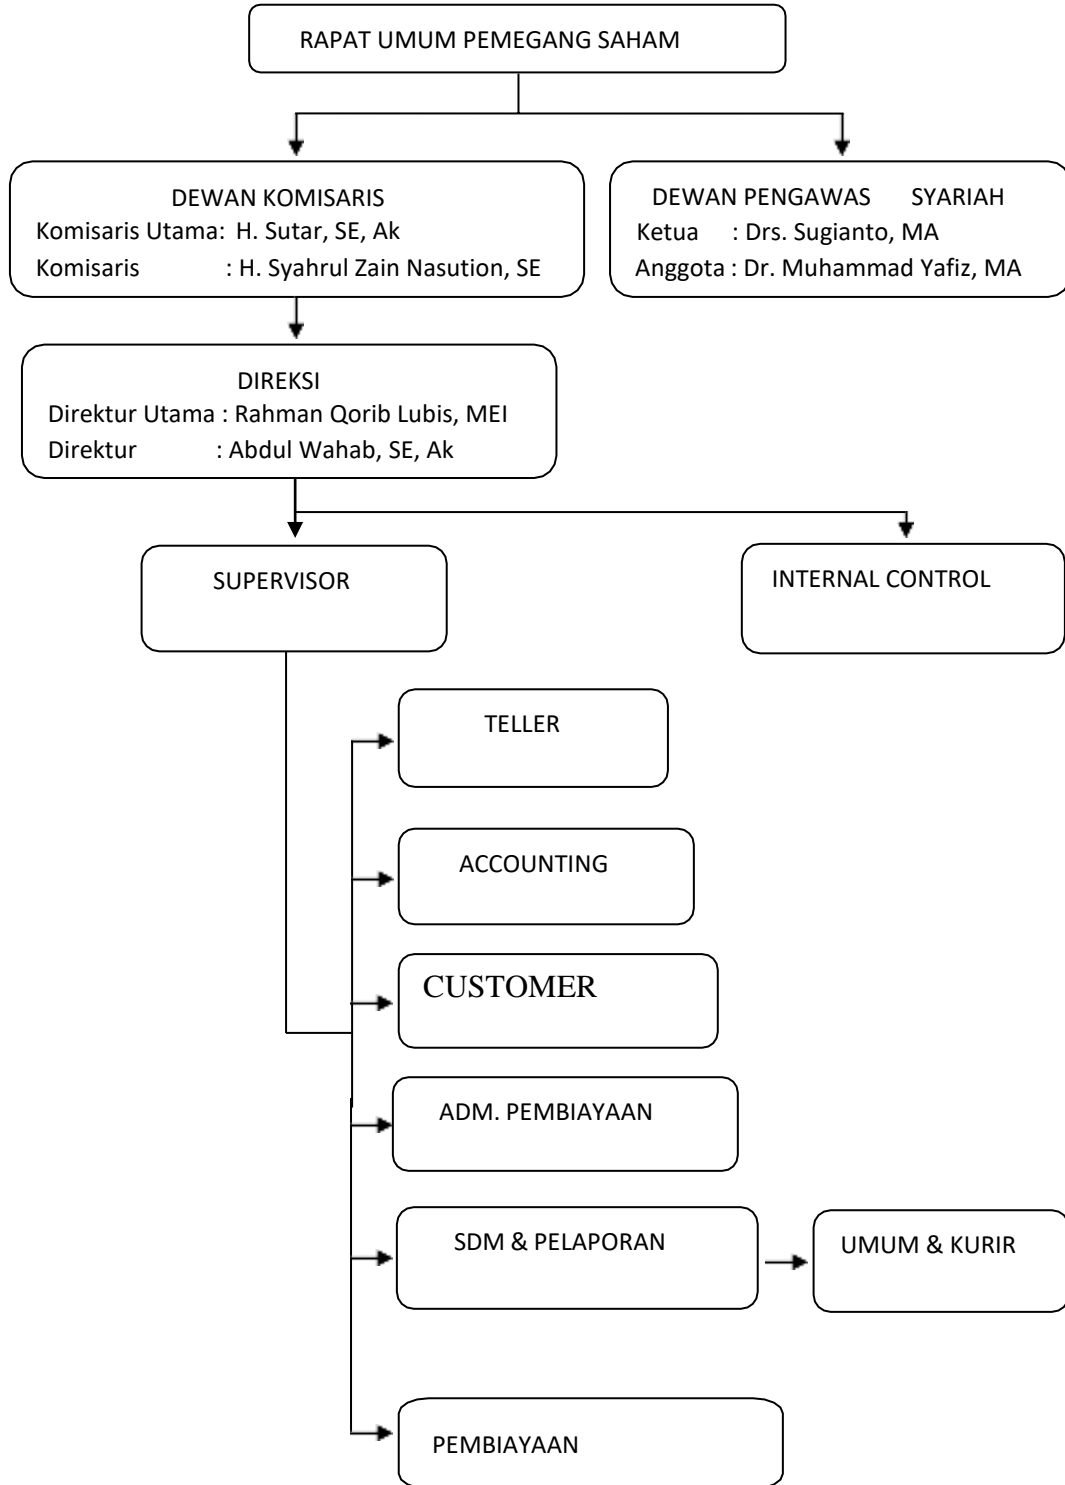 RAPAT UMUM PEMEGANG SAHAM
DEWAN KOMISARIS
Komisaris Utama: H. Sutar, SE, Ak
Komisaris : H. Syahrul Zain Nasution, SE
DEWAN PENGAWAS SYARIAH
Ketua : Drs. Sugianto, MA
Anggota : Dr. Muhammad Yafiz, MA
DIREKSI
Direktur Utama : Rahman Qorib Lubis, MEI
Direktur : Abdul Wahab, SE, Ak
SUPERVISOR
INTERNAL CONTROL
TELLER
ACCOUNTING
CUSTOMER
ADM. PEMBIAYAAN
SDM & PELAPORAN
UMUM & KURIR
PEMBIAYAAN